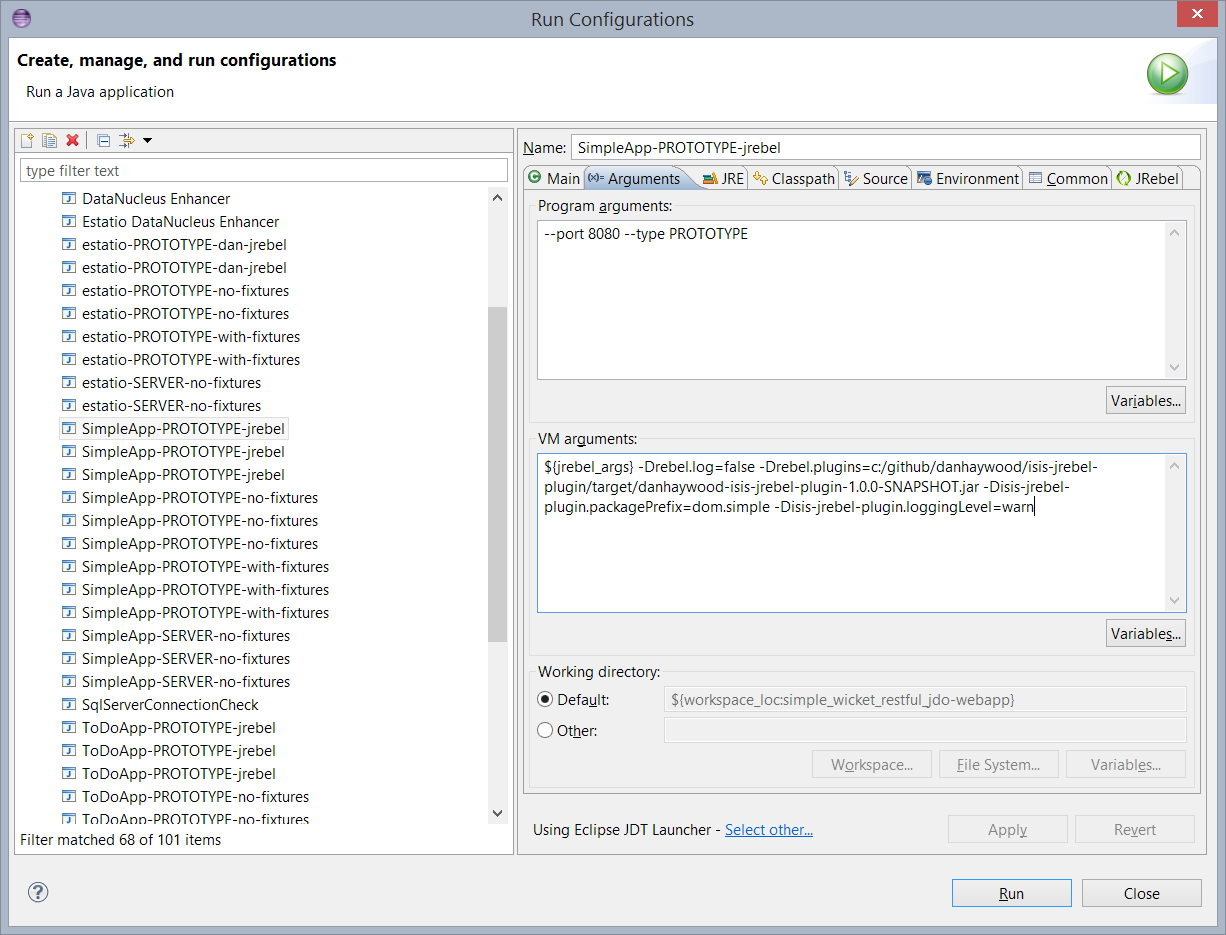 Run Configurations
Create, manage, and run configurations
Run a Java application
type filter text
DataNucleus Enhancer
Estatio DataNucleus Enhancer
estatio-PROTOTYPE-dan-jrebel
estatio-PROTOTYPE-dan-jrebel
estatio-PROTOTYPE-no-fixtures
estatio-PROTOTYPE-no-fixtures
estatio-PROTOTYPE-with-fixtures
estatio-PROTOTYPE-with-fixtures
estatio-SERVER-no-fixtures
estatio-SERVER-no-fixtures
SimpleApp-PROTOTYPE-jrebel
SimpleApp-PROTOTYPE-jrebel
SimpleApp-PROTOTYPE-jrebel
SimpleApp-PROTOTYPE-no-fixtures
SimpleApp-PROTOTYPE-no-fixtures
SimpleApp-PROTOTYPE-no-fixtures
SimpleApp-PROTOTYPE-with-fixtures
SimpleApp-PROTOTYPE-with-fixtures
SimpleApp-PROTOTYPE-with-fixtures
SimpleApp-SERVER-no-fixtures
SimpleApp-SERVER-no-fixtures
SimpleApp-SERVER-no-fixtures
SqlServerConnectionCheck
ToDoApp-PROTOTYPE-jrebel
ToDoApp-PROTOTYPE-jrebel
ToDoApp-PROTOTYPE-jrebel
ToDoApp-PROTOTYPE-no-fixtures
ToDoApp-PROTOTYPE-no-fixtures
Filter matched 68 of 101 items
Name: SimpleApp-PROTOTYPE-jrebel
Main (x)= Arguments JRE Classpath Source Environment Common JRebel
Program arguments:
--port 8080 --type PROTOTYPE
Variables...
VM arguments:
${jrebel_args} -Drebel.log=false -Drebel.plugins=c:/github/danhaywood/isis-jrebel-
plugin/target/danhaywood-isis-jrebel-plugin-1.0.0-SNAPSHOT.jar -Disis-jrebel-
plugin.packagePrefix=dom.simple -Disis-jrebel-plugin.loggingLevel=warn
Variables...
Working directory:
Default: ${workspace_loc:simple_wicket_restful_jdo-webapp}
Other:
Workspace... File System... Variables...
Using Eclipse JDT Launcher - Select other...
Apply Revert
Run Close